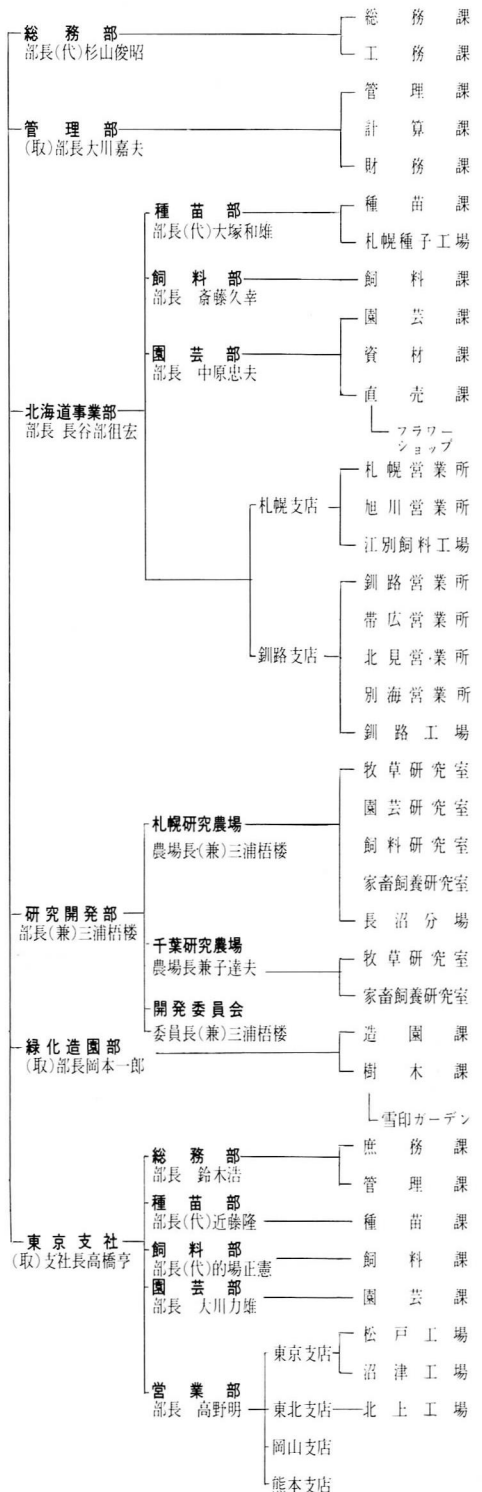 総務部
部長(代)杉山俊昭
総務課
工務課
管理部
(取)部長大川嘉夫
管理課
計算課
財務課
北海道事業部
部長 長谷部徂宏
種苗部
部長(代)大塚和雄
種苗課
札幌種子工場
飼料部
部長 斎藤久幸
飼料課
園芸部
部長 中原忠夫
園芸課
資材課
直売課
フラワー
ショップ
札幌支店
札幌営業所
旭川営業所
江別飼料工場
釧路支店
釧路営業所
帯広営業所
北見営・業所
別海営業所
釧路工場
研究開発部
部長(兼)三浦梧楼
札幌研究農場
農場長(兼)三浦梧楼
牧草研究室
園芸研究室
飼料研究室
家畜飼養研究室
長沼分場
千葉研究農場
農場長兼子達夫
牧草研究室
家畜飼養研究室
開発委員会
委員長(兼)三浦梧楼
緑化造園部
(取)部長岡本一郎
造園課
樹木課
雪印ガーデン
東京支社
(取)支社長高橋亨
総務部
部長 鈴木浩
庶務課
管理課
種苗部
部長(代)近藤隆
種苗課
飼料部
部長(代)的場正憲
飼料課
園芸部
部長 大川力雄
園芸課
営業部
部長 高野明
東京支店
松戸工場
沼津工場
東北支店
北上工場
岡山支店
熊本支店